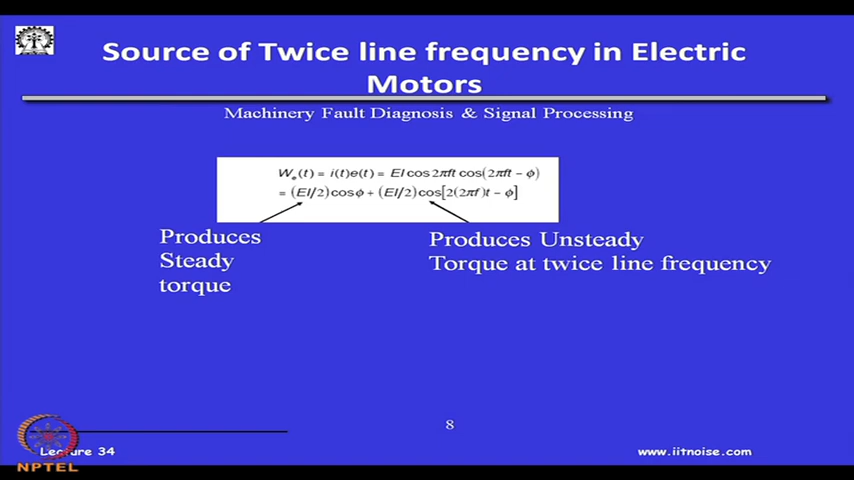 Source of Twice line frequency in Electric
Motors
Machinery Fault Diagnosis & Signal Processing
Wₑ(t) = i(t)e(t) = EI cos 2πft cos(2πft − ϕ)
= (EI/2)cosϕ + (EI/2)cos[2(2πf)t − ϕ]
Produces
Steady
torque
Produces Unsteady
Torque at twice line frequency
8
Lecture 34
www.iitnoise.com
NPTEL